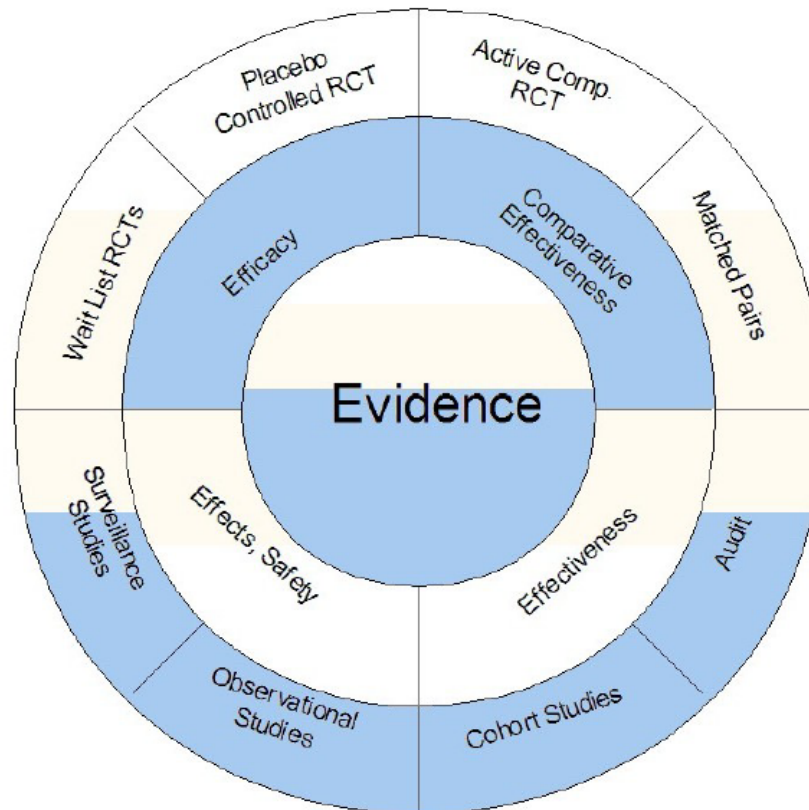 Placebo
Controlled RCT
Active Comp.
RCT
Wait List RCTs
Efficacy
Comparative
Effectiveness
Matched Pairs
Evidence
Surveillance
Studies
Effects, Safety
Effectiveness
Audit
Observational
Studies
Cohort Studies